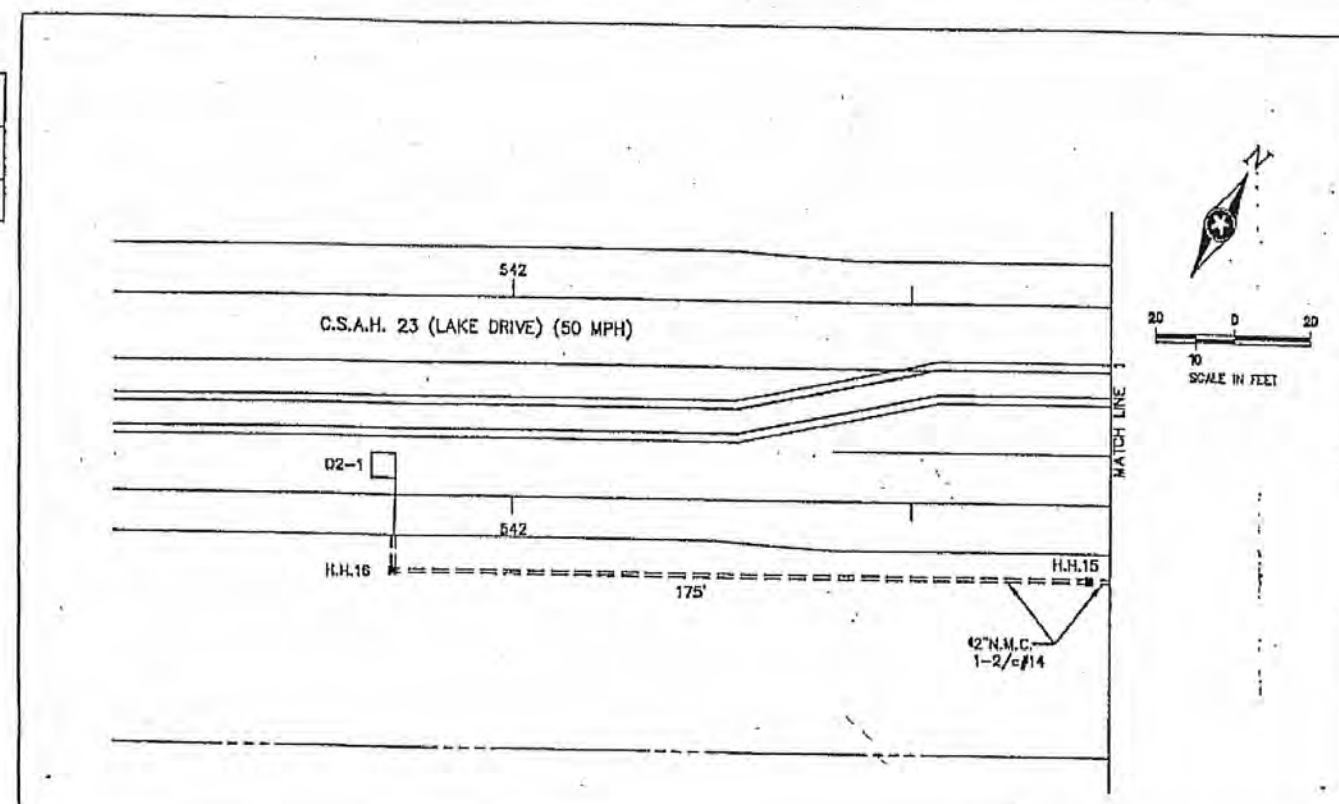 N
542
C.S.A.H. 23 (LAKE DRIVE) (50 MPH)
20 0 20
10
SCALE IN FEET
MATCH LINE 1
D2-1
542
H.H.16
H.H.15
175'
2"N.M.C.
1-2/c#14